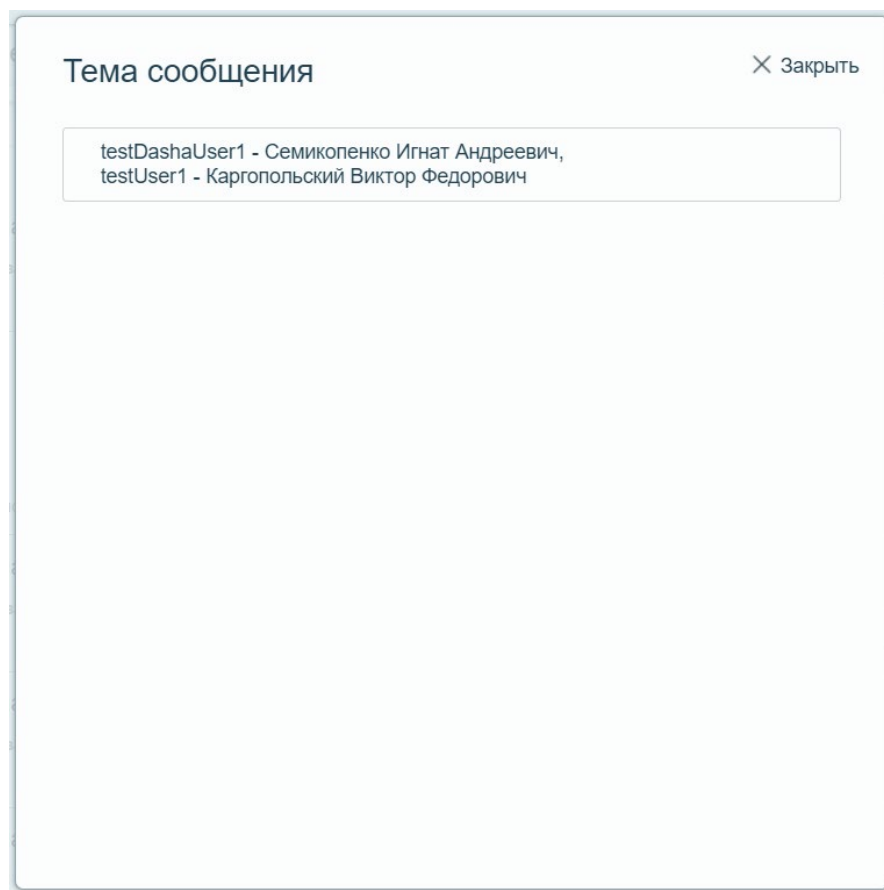 Тема сообщения
Закрыть
testDashaUser1 - Семикопенко Игнат Андреевич,
testUser1 - Каргопольский Виктор Федорович